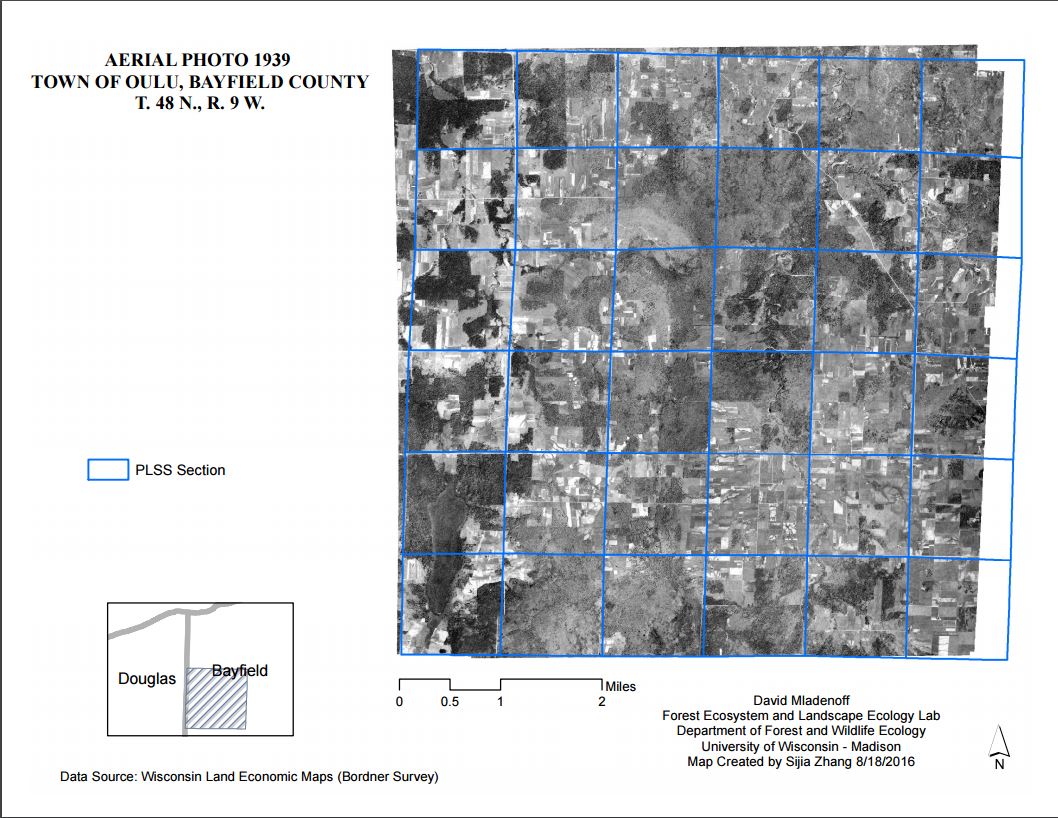 AERIAL PHOTO 1939
TOWN OF OULU, BAYFIELD COUNTY
T. 48 N., R. 9 W.
PLSS Section
Douglas
Bayfield
Miles
0 0.5 1 2
David Mladenoff
Forest Ecosystem and Landscape Ecology Lab
Department of Forest and Wildlife Ecology
University of Wisconsin - Madison
Map Created by Sijia Zhang 8/18/2016
N
Data Source: Wisconsin Land Economic Maps (Bordner Survey)